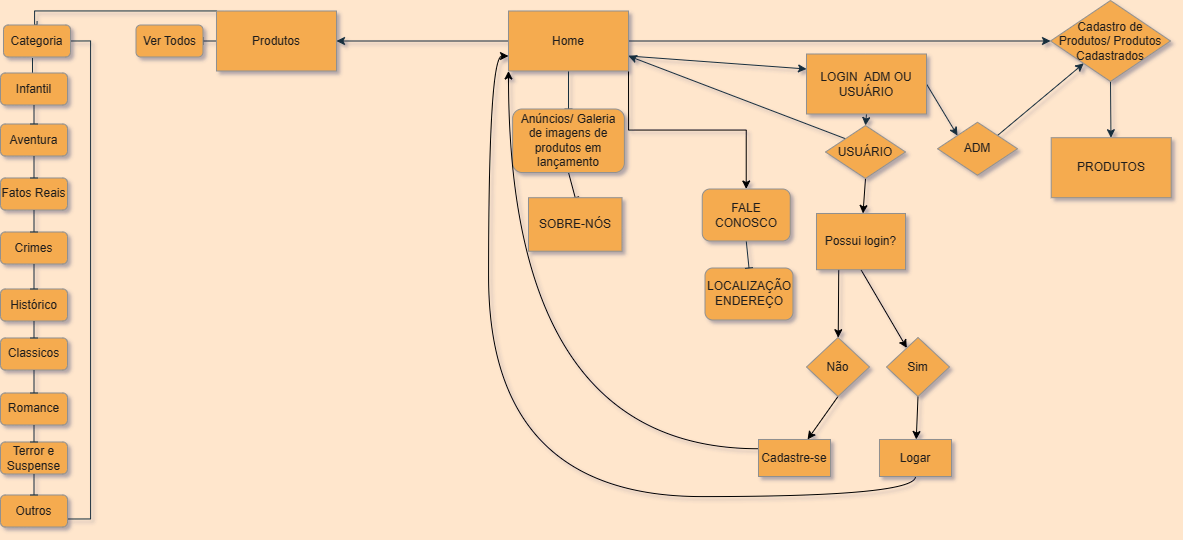 Categoria
Ver Todos
Produtos
Home
Cadastro de
Produtos/ Produtos
Cadastrados
LOGIN  ADM OU
USUÁRIO
Infantil
Anúncios/ Galeria
de imagens de
produtos em
lançamento
Aventura
USUÁRIO
ADM
PRODUTOS
Fatos Reais
SOBRE-NÓS
FALE
CONOSCO
Possui login?
Crimes
LOCALIZAÇÃO
ENDEREÇO
Histórico
Classicos
Não
Sim
Romance
Terror e
Suspense
Cadastre-se
Logar
Outros